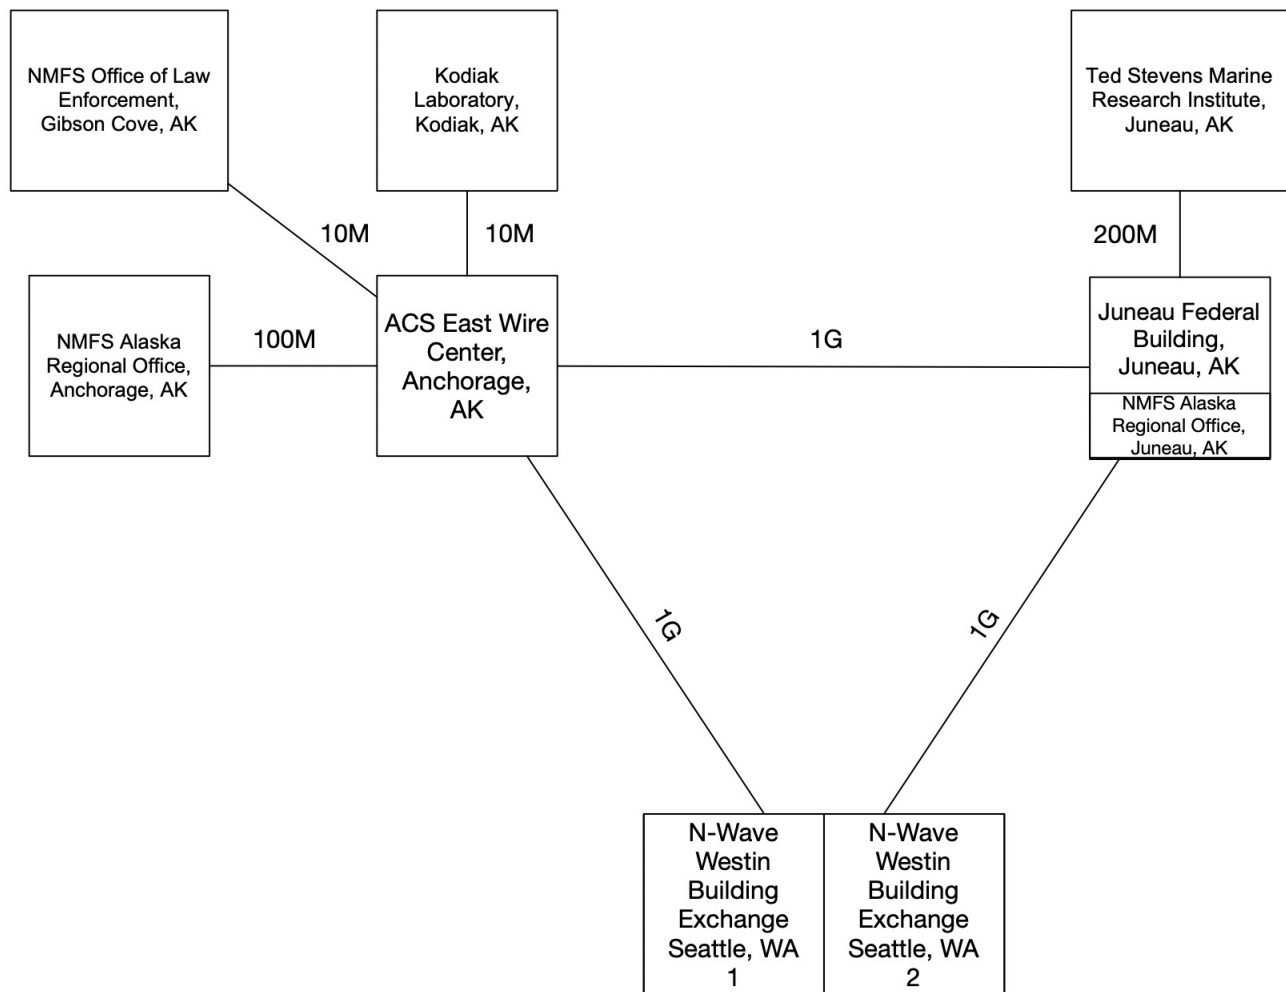 NMFS Office of Law
Enforcement,
Gibson Cove, AK
Kodiak
Laboratory,
Kodiak, AK
Ted Stevens Marine
Research Institute,
Juneau, AK
10M
10M
200M
NMFS Alaska
Regional Office,
Anchorage, AK
100M
ACS East Wire
Center,
Anchorage,
AK
1G
Juneau Federal
Building,
Juneau, AK
NMFS Alaska
Regional Office,
Juneau, AK
1G
1G
N-Wave
Westin
Building
Exchange
Seattle, WA
1
N-Wave
Westin
Building
Exchange
Seattle, WA
2